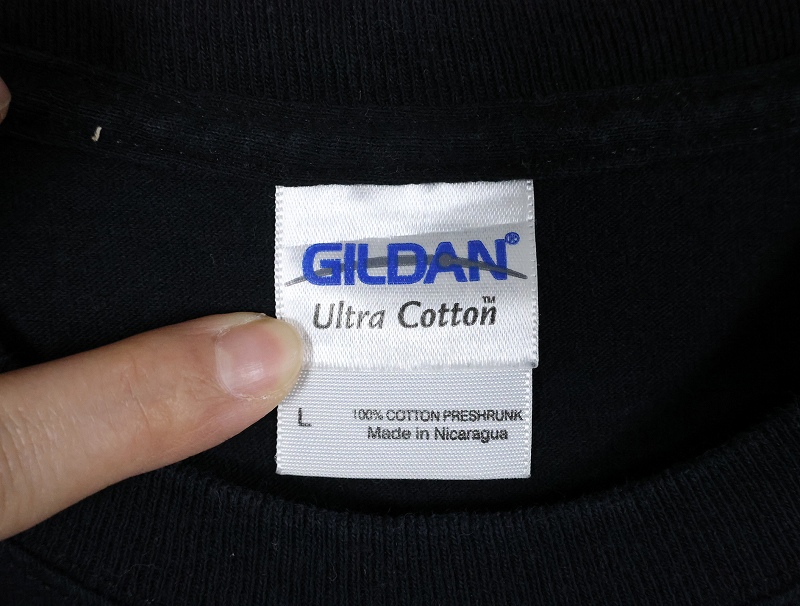 GILDAN®
Ultra Cotton™
L
100% COTTON PRESHRUNK
Made in Nicaragua